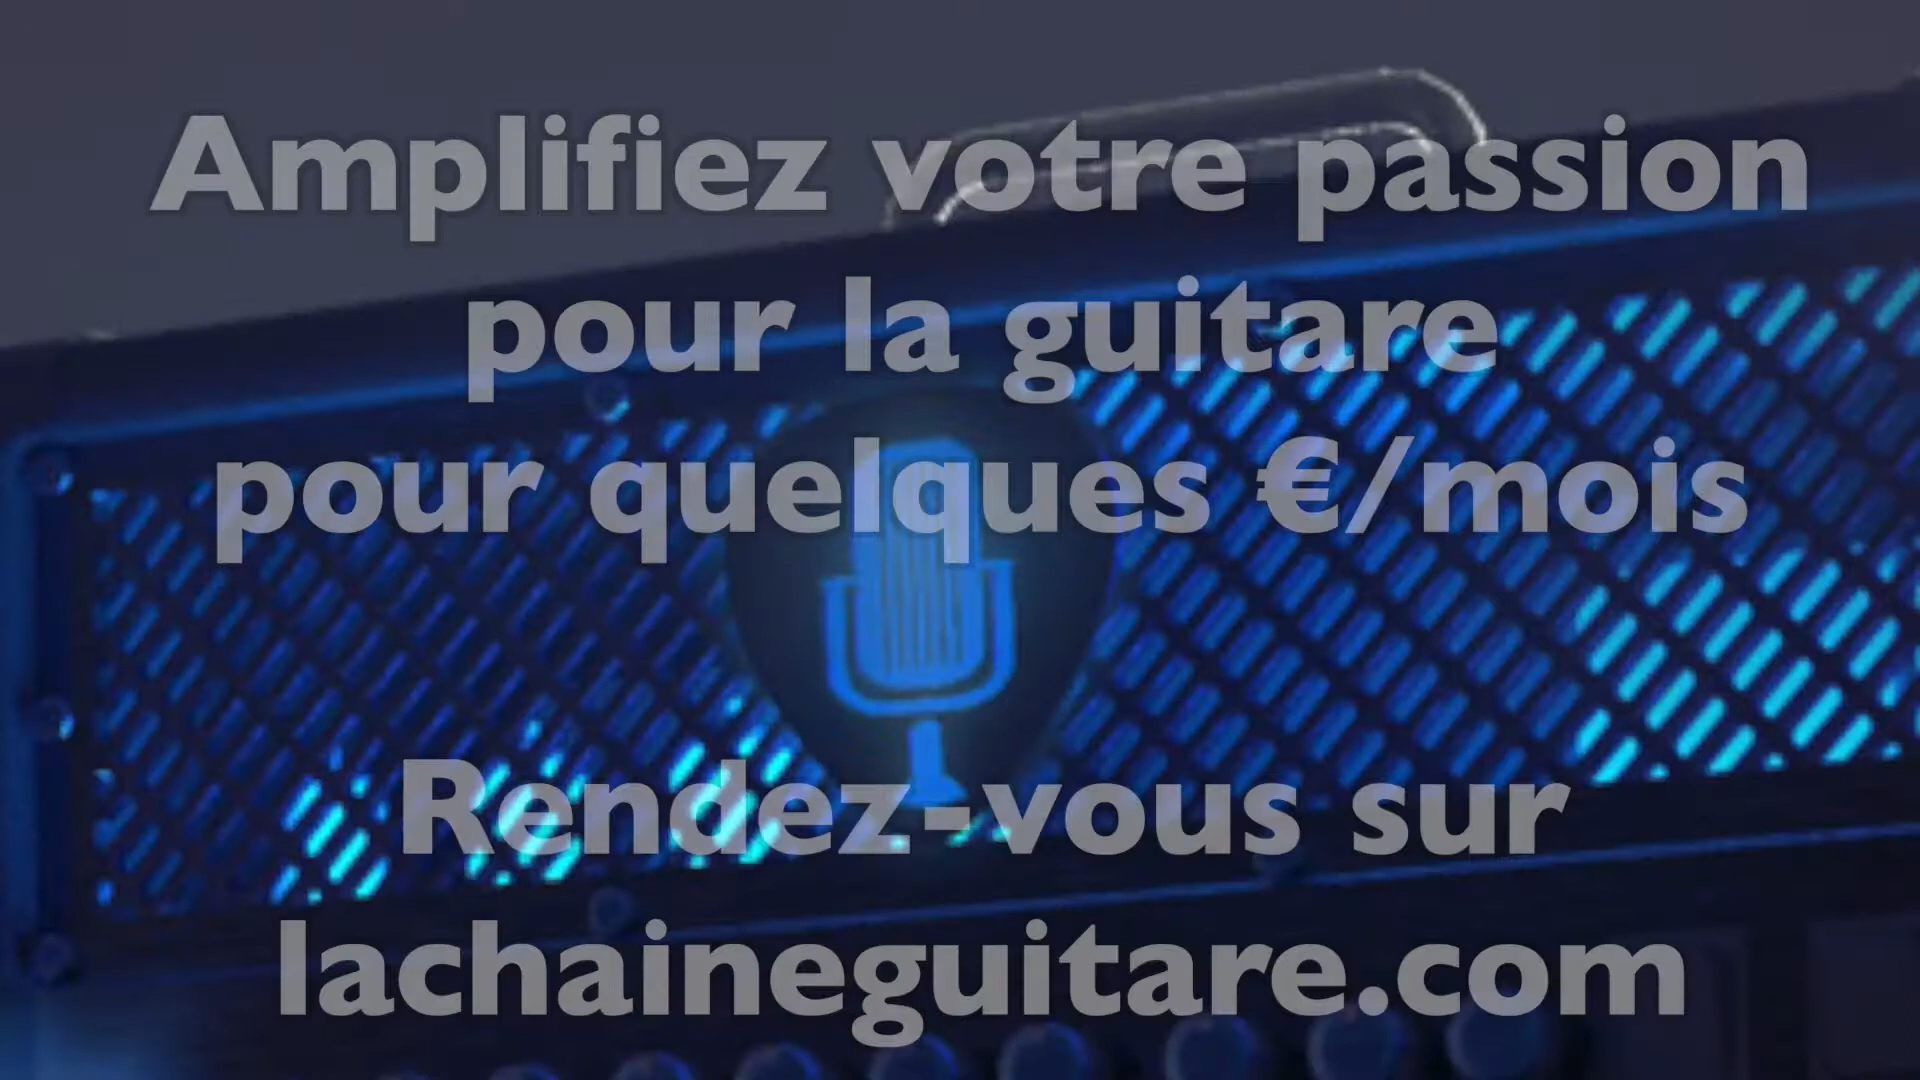 Amplifiez votre passion
pour la guitare
pour quelques €/mois
Rendez-vous sur
lachaineguitare.com